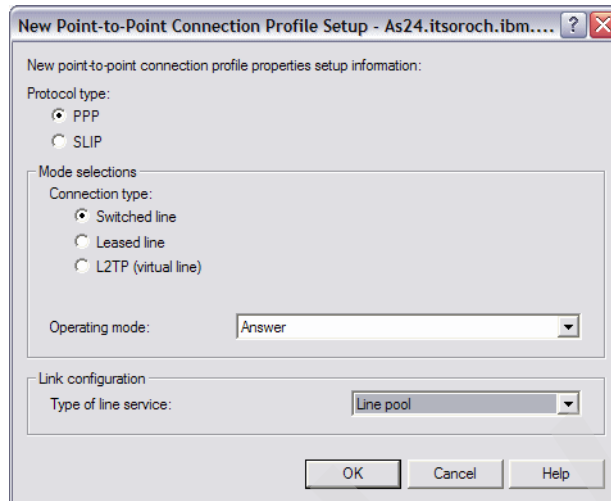 New Point-to-Point Connection Profile Setup - As24.itsoroch.ibm....
New point-to-point connection profile properties setup information:
Protocol type:
PPP
SLIP
Mode selections
Connection type:
Switched line
Leased line
L2TP (virtual line)
Operating mode: Answer
Link configuration
Type of line service: Line pool
OK Cancel Help